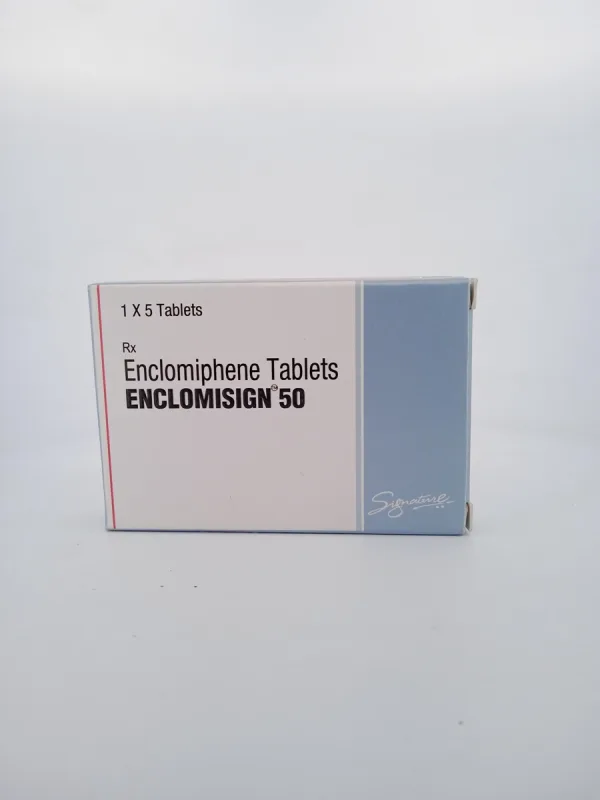 1 X 5 Tablets
Rx
Enclomiphene Tablets
ENCLOMISIGN 50
Signature